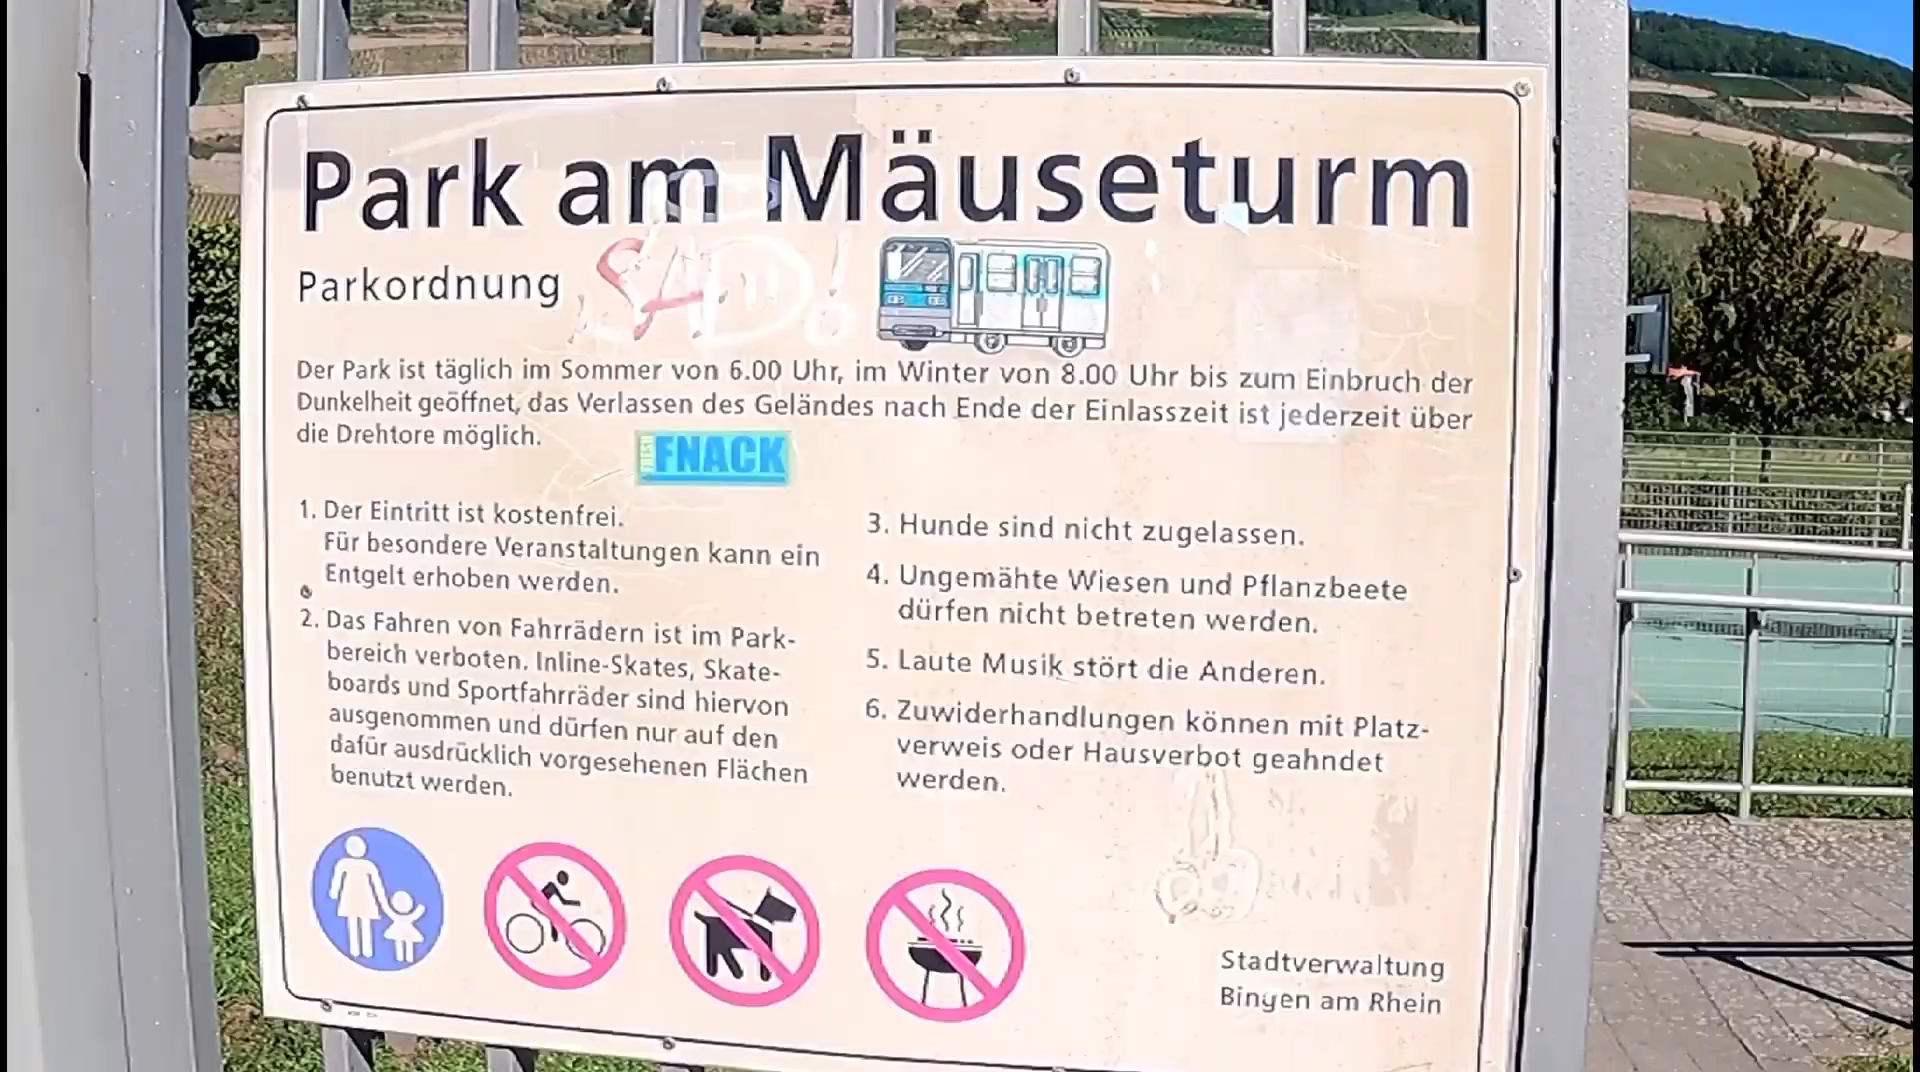 Park am Mäuseturm
Parkordnung
SAD!
Der Park ist täglich im Sommer von 6.00 Uhr, im Winter von 8.00 Uhr bis zum Einbruch der
Dunkelheit geöffnet, das Verlassen des Geländes nach Ende der Einlasszeit ist jederzeit über
die Drehtore möglich.
FNACK
1. Der Eintritt ist kostenfrei.
Für besondere Veranstaltungen kann ein
Entgelt erhoben werden.
2. Das Fahren von Fahrrädern ist im Park-
bereich verboten. Inline-Skates, Skate-
boards und Sportfahrräder sind hiervon
ausgenommen und dürfen nur auf den
dafür ausdrücklich vorgesehenen Flächen
benutzt werden.
3. Hunde sind nicht zugelassen.
4. Ungemähte Wiesen und Pflanzbeete
dürfen nicht betreten werden.
5. Laute Musik stört die Anderen.
6. Zuwiderhandlungen können mit Platz-
verweis oder Hausverbot geahndet
werden.
Stadtverwaltung
Bingen am Rhein